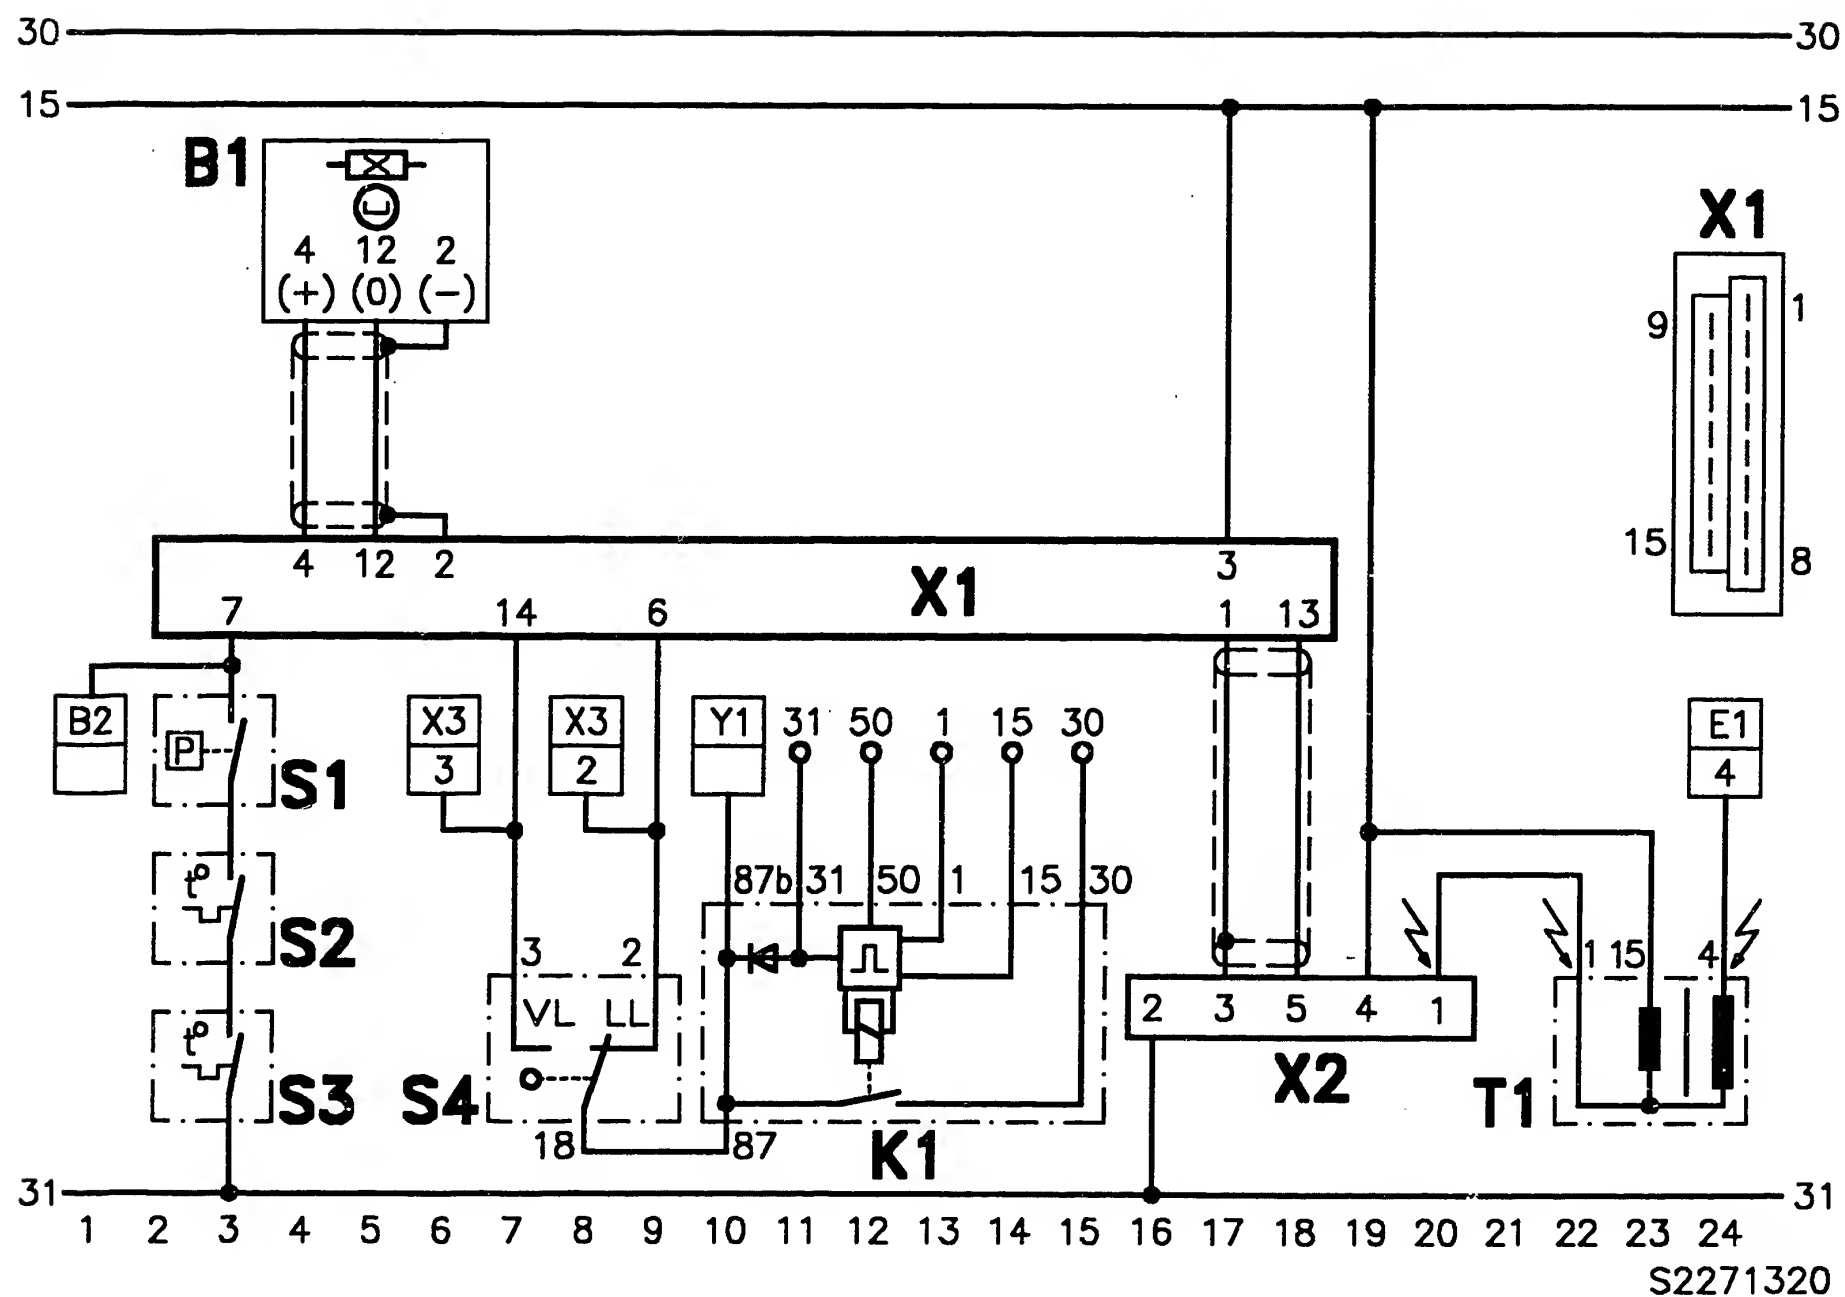 30 30
15 15
B1
X1
4 12 2
(+) (0) (-)
1
9
15
8
4 12 2 3
X1
7 14 6 1 13
B2 X3 X3 Y1 31 50 1 15 30 E1
3 2 4
P
S1
87b 31 50 1 15 30
t°
S2
3 2
1 15 4
VL LL
2 3 5 4 1
t°
S3 S4
X2
T1
18 87
K1
31 31
1 2 3 4 5 6 7 8 9 10 11 12 13 14 15 16 17 18 19 20 21 22 23 24
S2271320